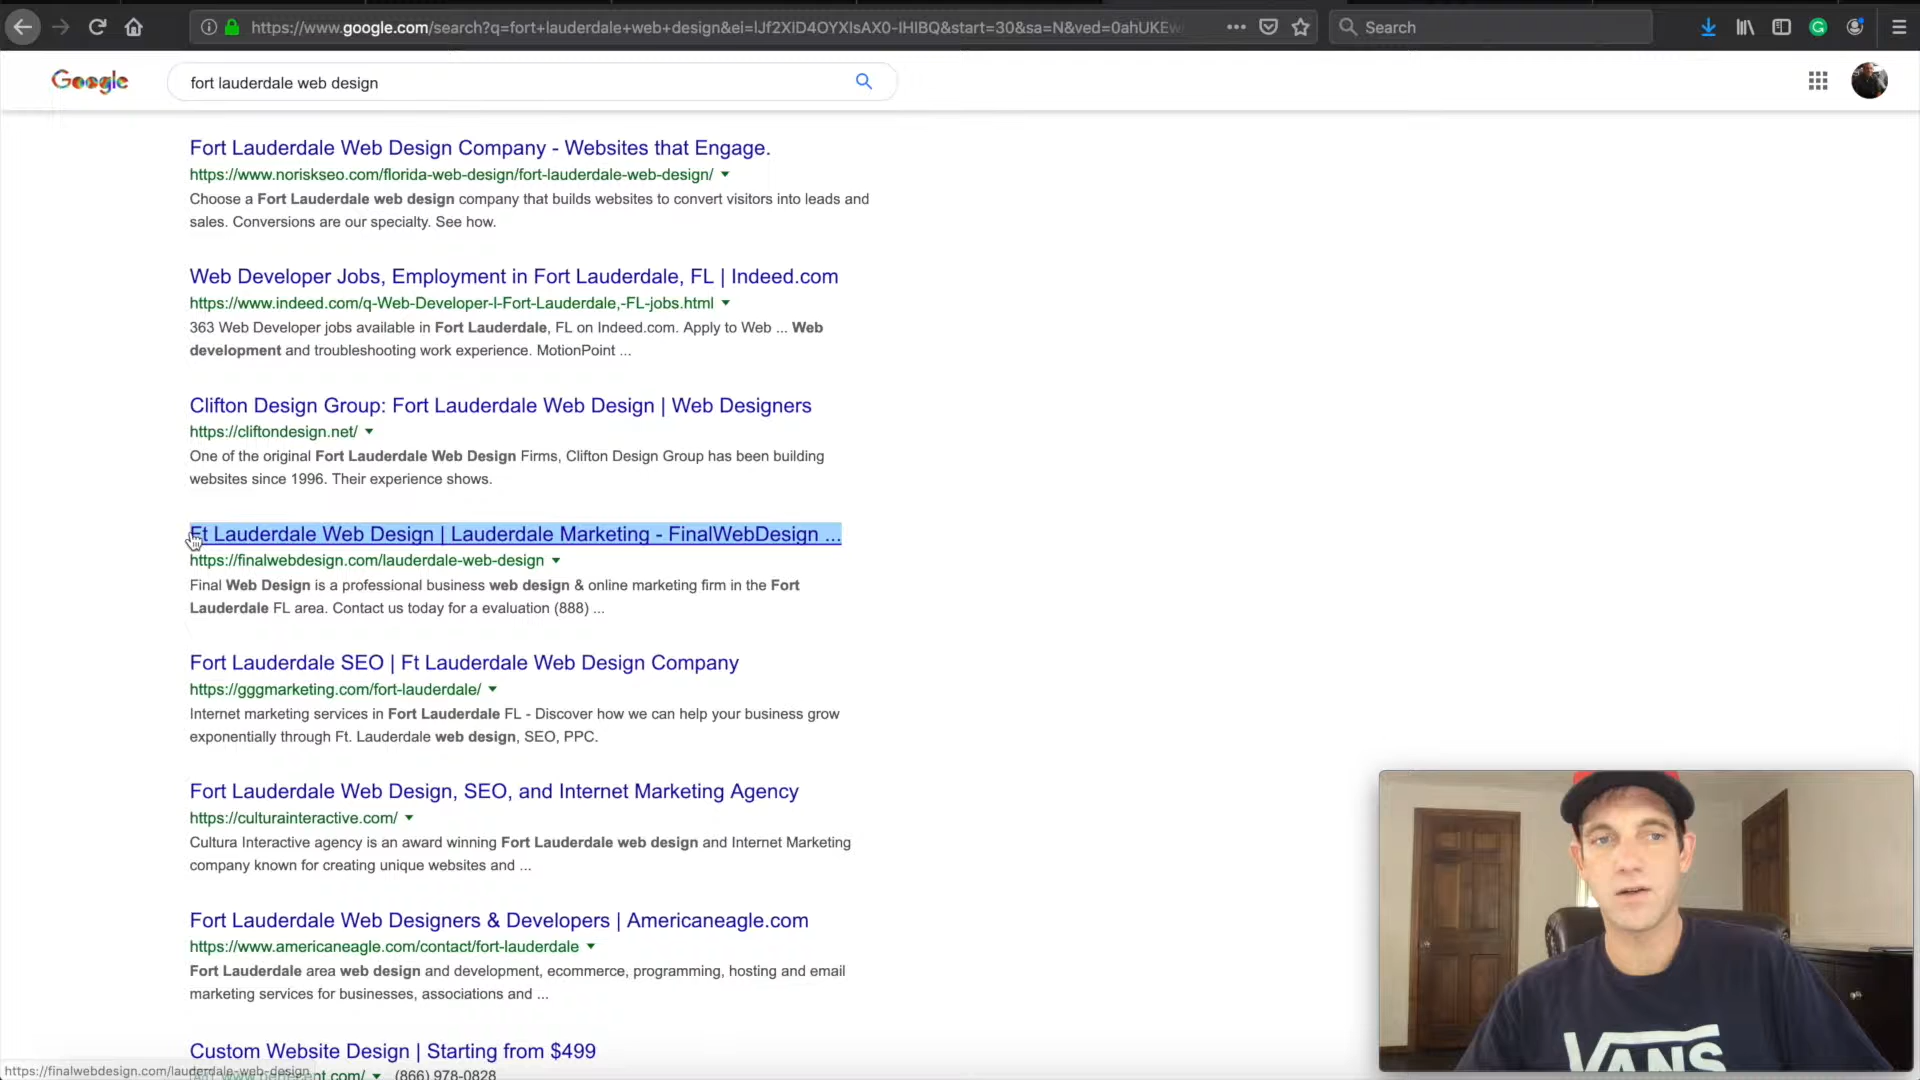 https://www.google.com/search?q=fort+lauderdale+web+design&ei=lJf2XiD4OYXIsAX0-IHIBQ&start=30&sa=N&ved=0ahUKEw
Search
Google
fort lauderdale web design
Fort Lauderdale Web Design Company - Websites that Engage.
https://www.noriskseo.com/florida-web-design/fort-lauderdale-web-design/
Choose a Fort Lauderdale web design company that builds websites to convert visitors into leads and
sales. Conversions are our specialty. See how.
Web Developer Jobs, Employment in Fort Lauderdale, FL | Indeed.com
https://www.indeed.com/q-Web-Developer-l-Fort-Lauderdale,-FL-jobs.html
363 Web Developer jobs available in Fort Lauderdale, FL on Indeed.com. Apply to Web ... Web
development and troubleshooting work experience. MotionPoint ...
Clifton Design Group: Fort Lauderdale Web Design | Web Designers
https://cliftondesign.net/
One of the original Fort Lauderdale Web Design Firms, Clifton Design Group has been building
websites since 1996. Their experience shows.
Ft Lauderdale Web Design | Lauderdale Marketing - FinalWebDesign ...
https://finalwebdesign.com/lauderdale-web-design
Final Web Design is a professional business web design & online marketing firm in the Fort
Lauderdale FL area. Contact us today for a evaluation (888) ...
Fort Lauderdale SEO | Ft Lauderdale Web Design Company
https://gggmarketing.com/fort-lauderdale/
Internet marketing services in Fort Lauderdale FL - Discover how we can help your business grow
exponentially through Ft. Lauderdale web design, SEO, PPC.
Fort Lauderdale Web Design, SEO, and Internet Marketing Agency
https://culturainteractive.com/
Cultura Interactive agency is an award winning Fort Lauderdale web design and Internet Marketing
company known for creating unique websites and ...
Fort Lauderdale Web Designers & Developers | Americaneagle.com
https://www.americaneagle.com/contact/fort-lauderdale
Fort Lauderdale area web design and development, ecommerce, programming, hosting and email
marketing services for businesses, associations and ...
Custom Website Design | Starting from $499
(866) 978-0828
https://finalwebdesign.com/lauderdale-web-design
VANS